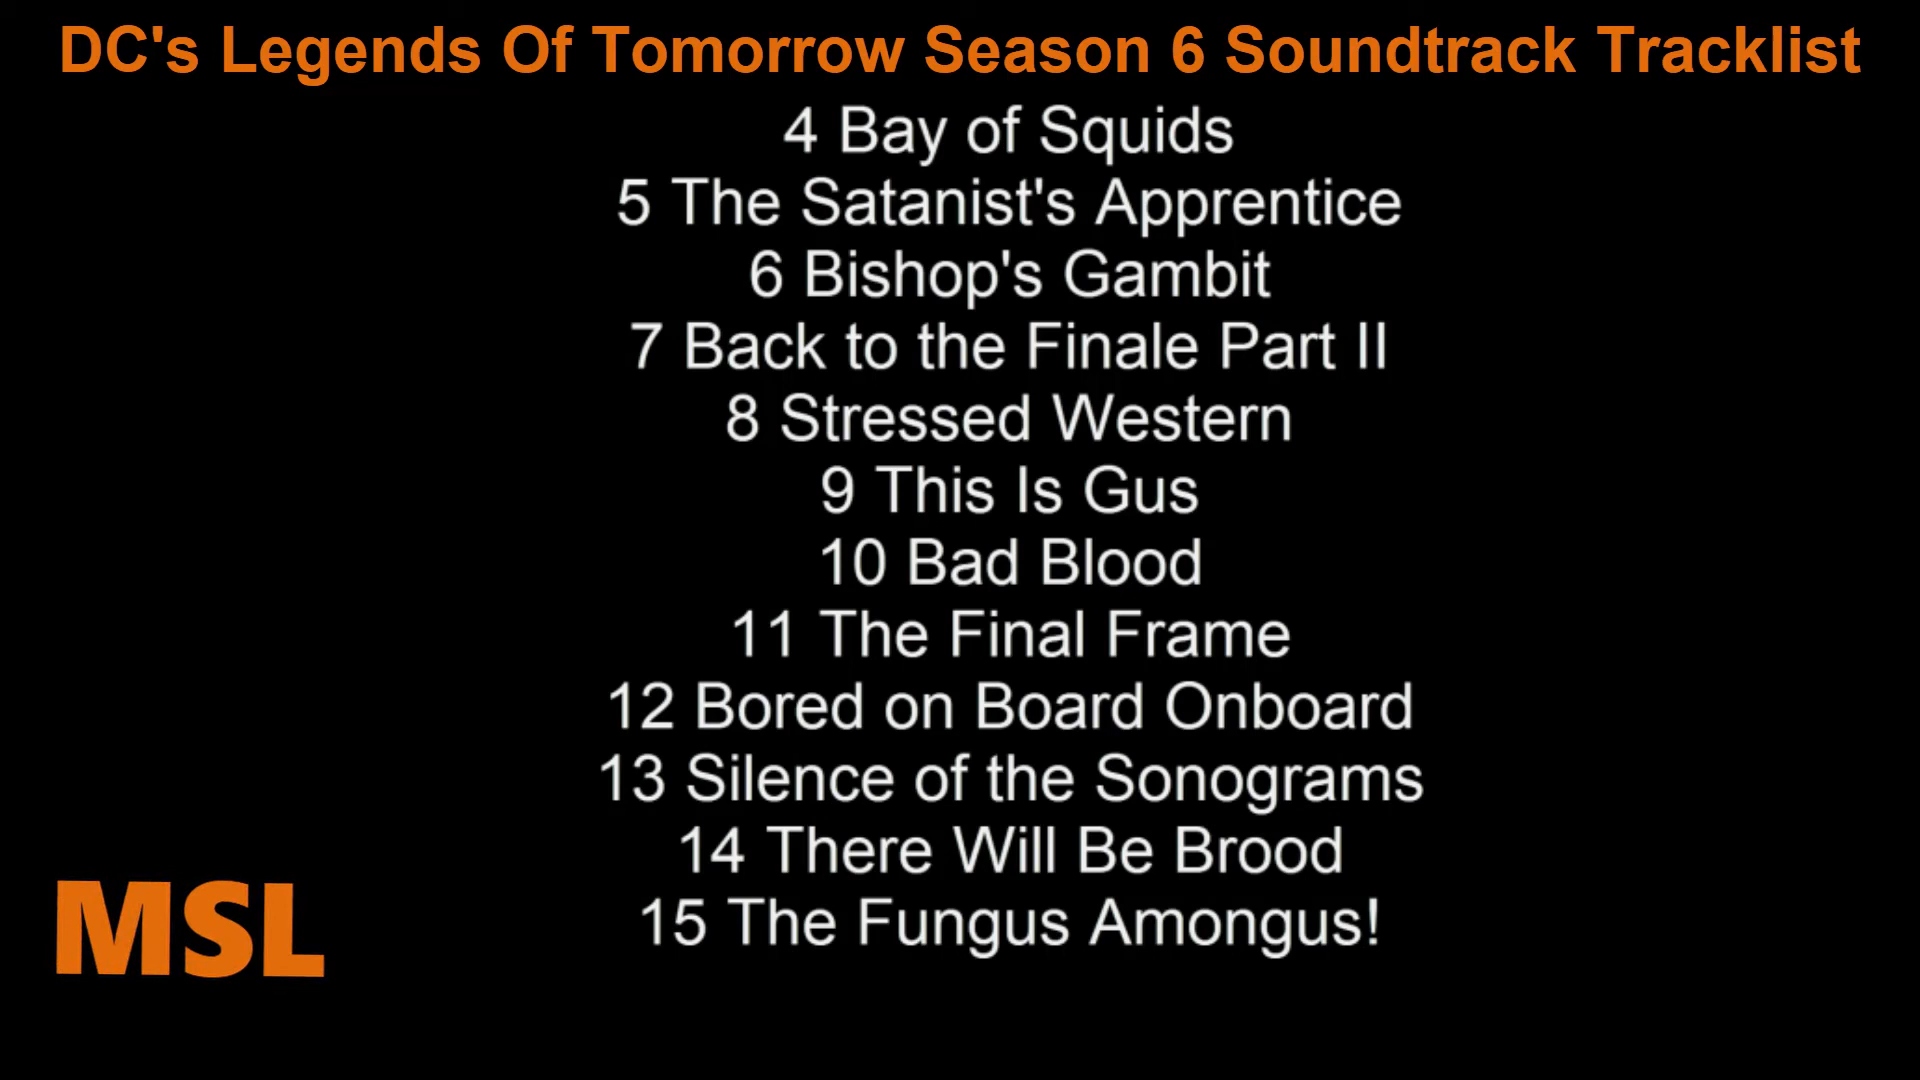 DC's Legends Of Tomorrow Season 6 Soundtrack Tracklist
4 Bay of Squids
5 The Satanist's Apprentice
6 Bishop's Gambit
7 Back to the Finale Part II
8 Stressed Western
9 This Is Gus
10 Bad Blood
11 The Final Frame
12 Bored on Board Onboard
13 Silence of the Sonograms
14 There Will Be Brood
15 The Fungus Amongus!
MSL